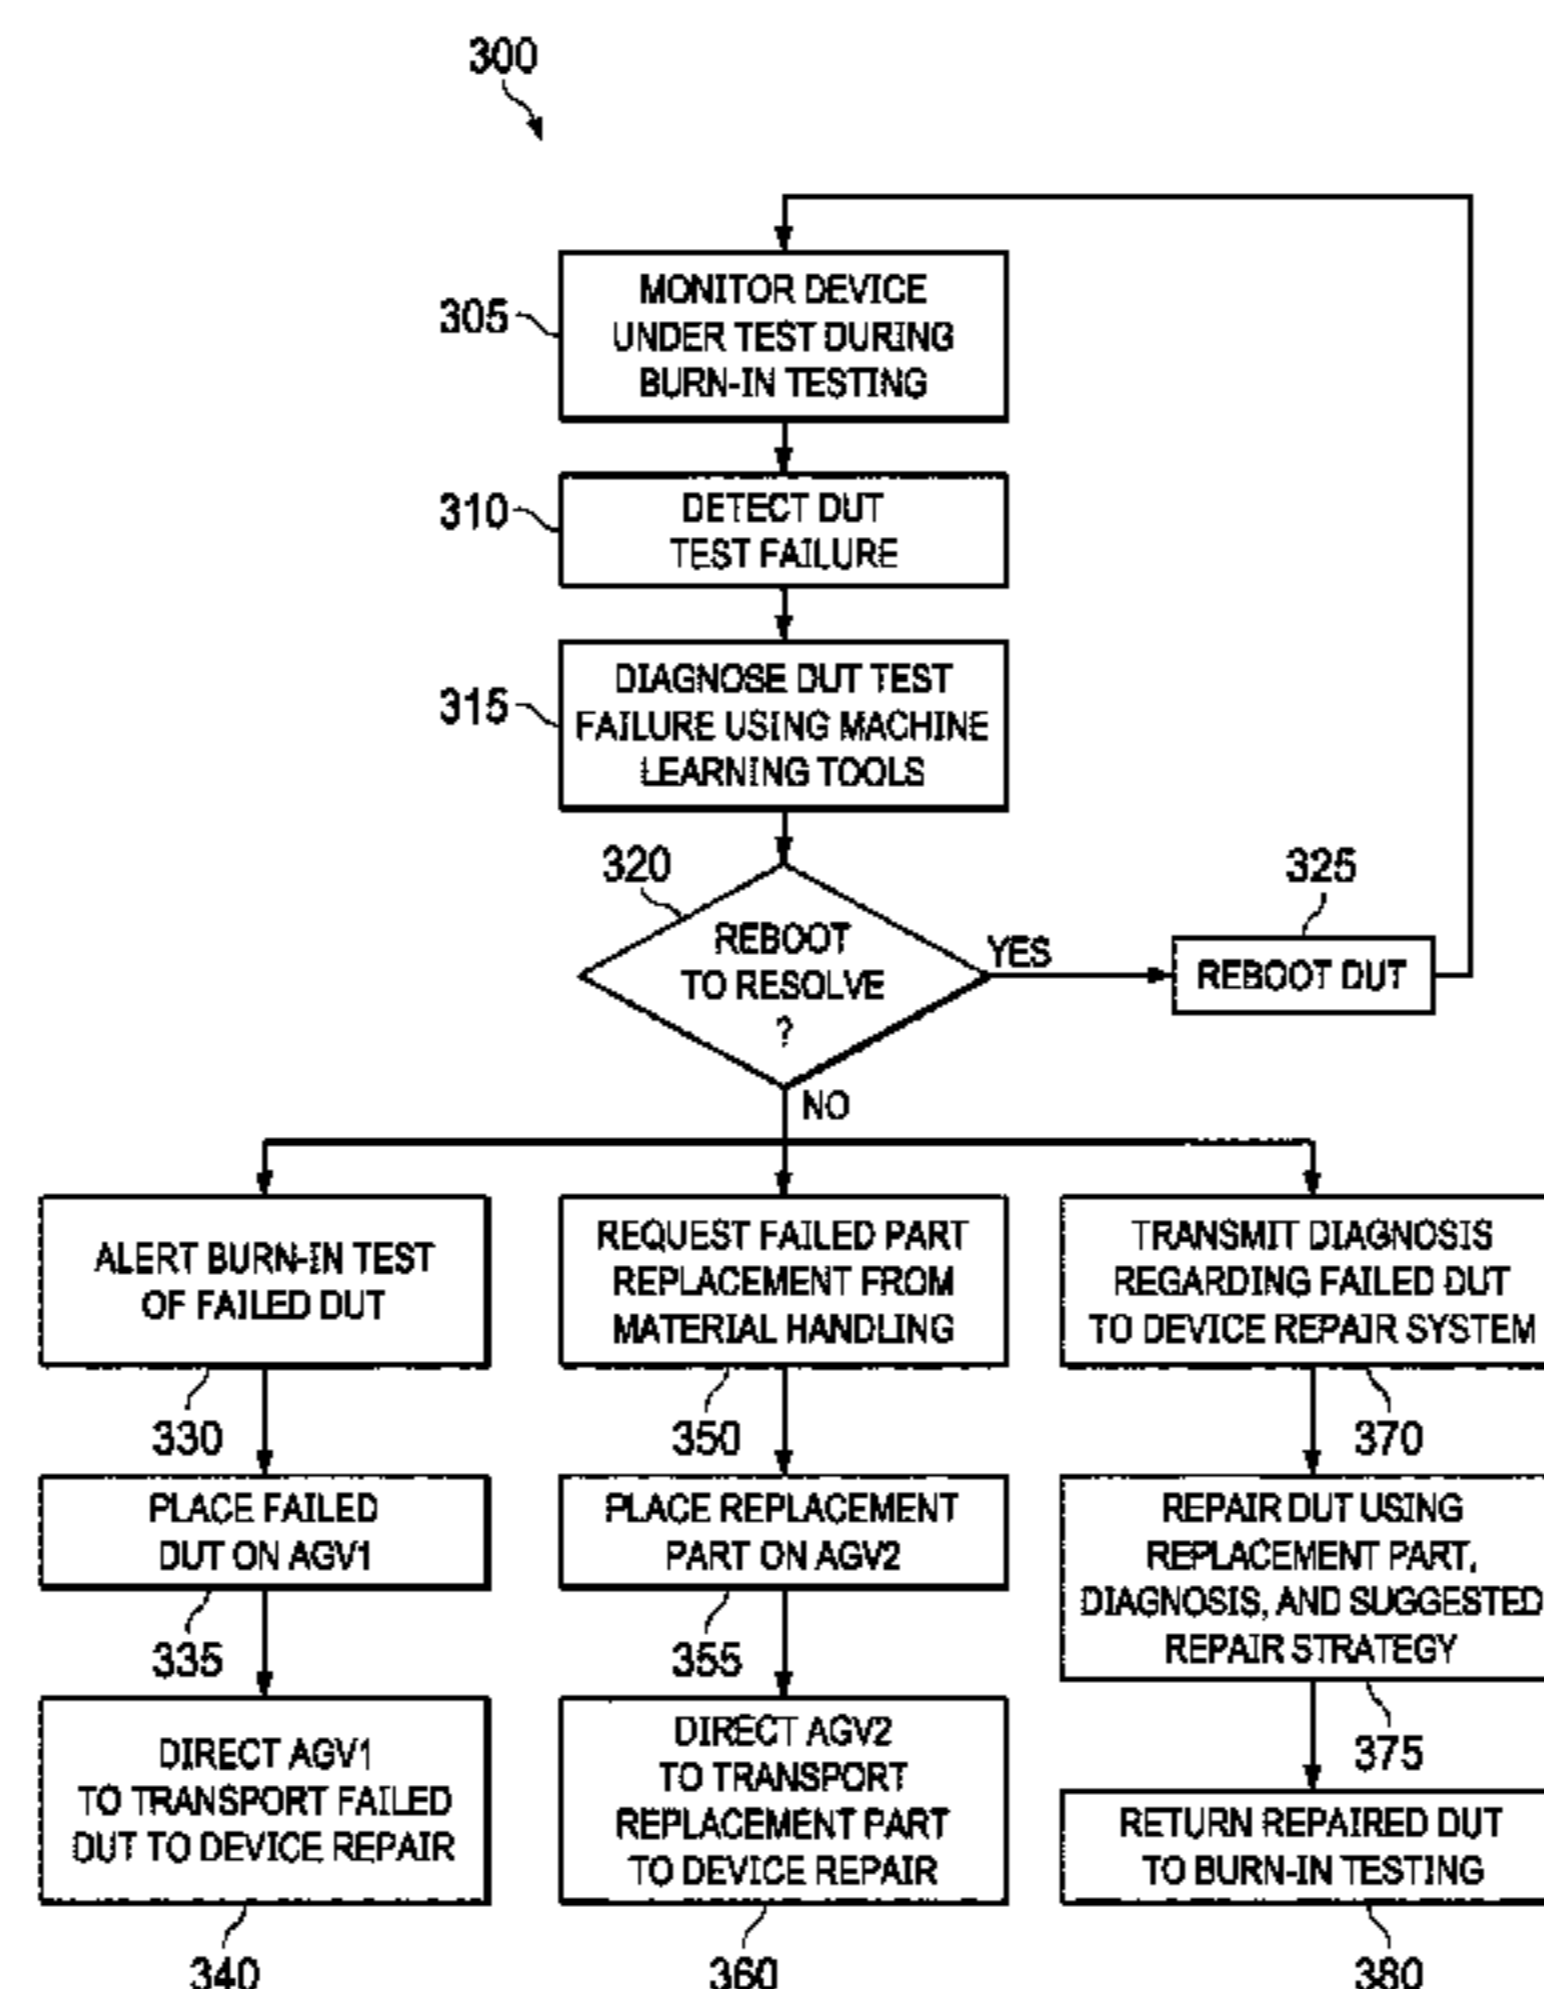 300
305
MONITOR DEVICE
UNDER TEST DURING
BURN-IN TESTING
310
DETECT DUT
TEST FAILURE
315
DIAGNOSE DUT TEST
FAILURE USING MACHINE
LEARNING TOOLS
320
REBOOT
TO RESOLVE
?
YES
325
REBOOT DUT
NO
ALERT BURN-IN TEST
OF FAILED DUT
330
PLACE FAILED
DUT ON AGV1
335
DIRECT AGV1
TO TRANSPORT FAILED
DUT TO DEVICE REPAIR
340
REQUEST FAILED PART
REPLACEMENT FROM
MATERIAL HANDLING
350
PLACE REPLACEMENT
PART ON AGV2
355
DIRECT AGV2
TO TRANSPORT
REPLACEMENT PART
TO DEVICE REPAIR
360
TRANSMIT DIAGNOSIS
REGARDING FAILED DUT
TO DEVICE REPAIR SYSTEM
370
REPAIR DUT USING
REPLACEMENT PART,
DIAGNOSIS, AND SUGGESTED
REPAIR STRATEGY
375
RETURN REPAIRED DUT
TO BURN-IN TESTING
380